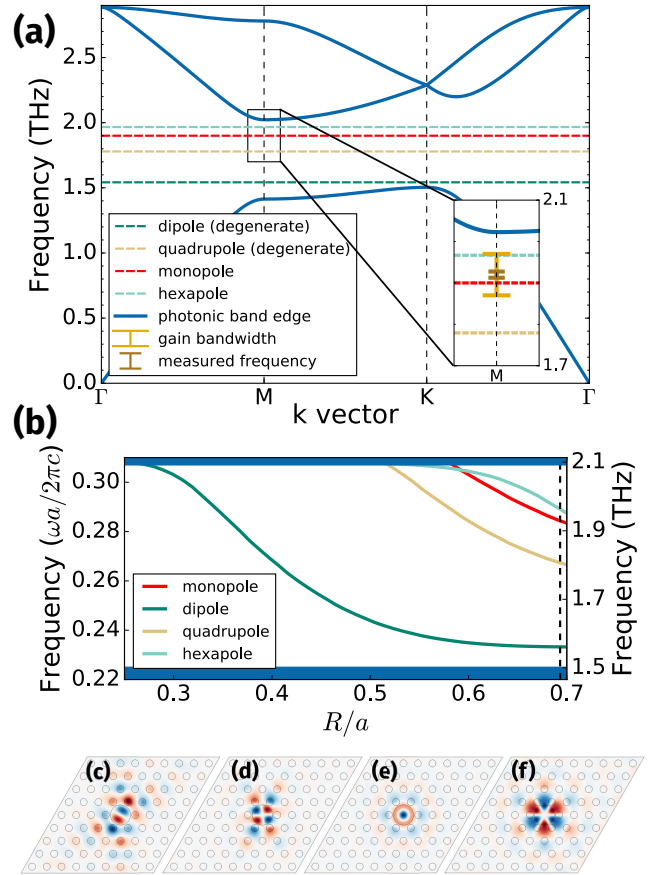 (a)
Frequency (THz)
2.5
2.0
1.5
1.0
0.5
0.0
dipole (degenerate)
quadrupole (degenerate)
monopole
hexapole
photonic band edge
gain bandwidth
measured frequency
2.1
1.7
M
Γ M K Γ
k vector
(b)
Frequency (ωa/2πc)
0.30
0.28
0.26
0.24
0.22
monopole
dipole
quadrupole
hexapole
2.1
1.9
1.7
1.5
Frequency (THz)
0.3 0.4 0.5 0.6 0.7
R/a
(c) (d) (e) (f)